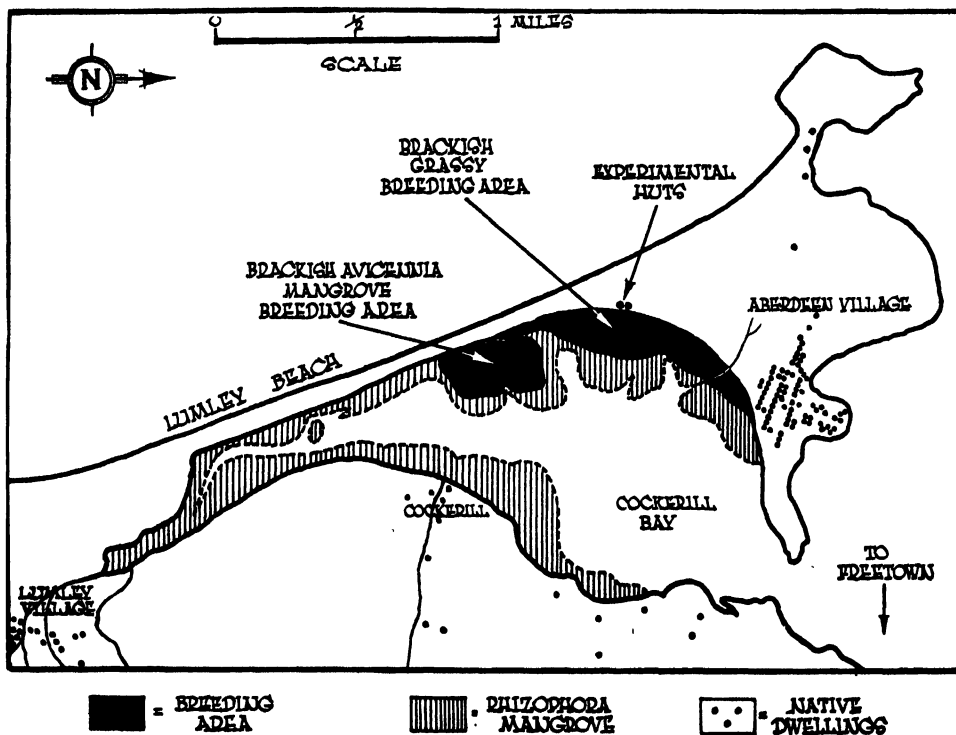 0 1/2 1 MILES
SCALE
N
BRACKISH
GRASSY
BREEDING AREA
EXPERIMENTAL
HUTS
BRACKISH AVICENNIA
MANGROVE
BREEDING AREA
ABERDEEN VILLAGE
LUMLEY BEACH
COCKERILL
COCKERILL
BAY
TO
FREETOWN
LUMLEY
VILLAGE
= BREEDING
AREA
= RHIZOPHORA
MANGROVE
= NATIVE
DWELLINGS